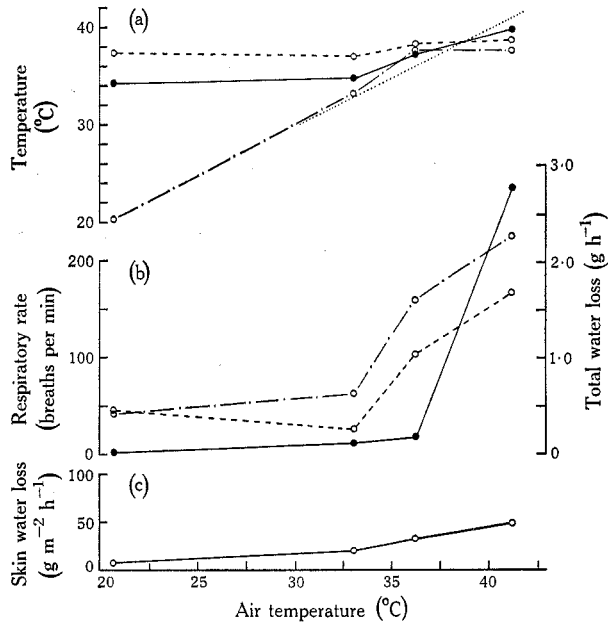 (a)
40
30
20
Temperature
(°C)
(b)
200
100
0
Respiratory rate
(breaths per min)
3·0
2·0
1·0
0
Total water loss (g h⁻¹)
(c)
100
50
0
Skin water loss
(g m⁻² h⁻¹)
20 25 30 35 40
Air temperature (°C)